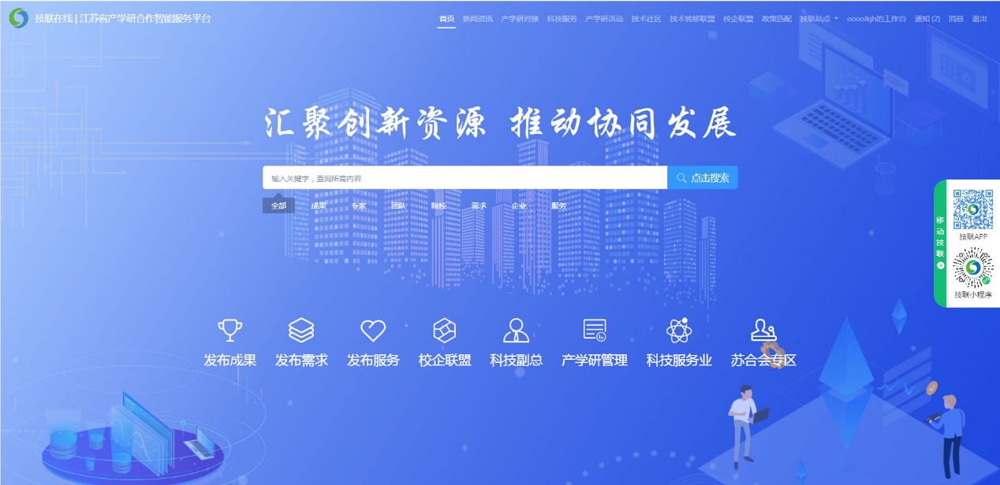 技联在线 | 江苏省产学研合作智能服务平台
首页 新闻资讯 产学研对接 科技服务 产学研活动 技术社区 技术转移联盟 校企联盟 政策匹配 技联站点 oooolkjh的工作台 通知 (2) 消息 退出
汇聚创新资源 推动协同发展
输入关键字，查询所需内容 点击搜索
全部 成果 专家 团队 院校 需求 企业 服务
移动技联
技联APP
技联小程序
发布成果 发布需求 发布服务 校企联盟 科技副总 产学研管理 科技服务业 苏合会专区